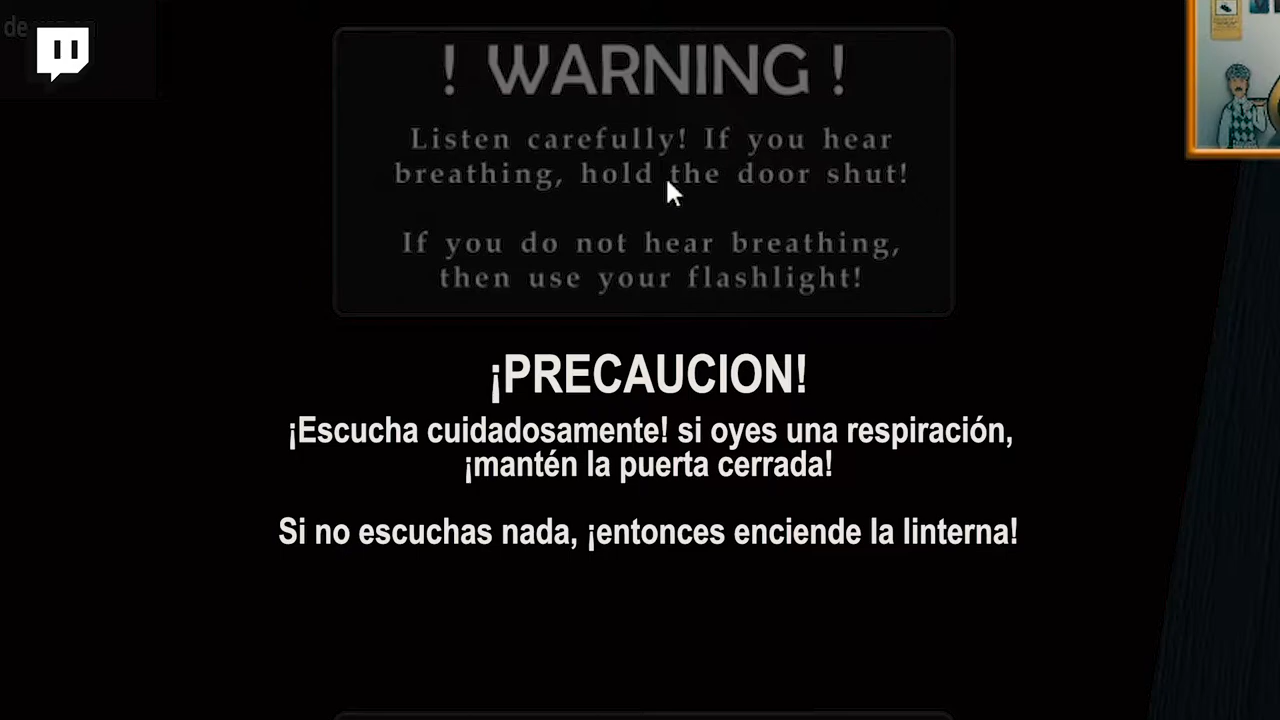 de
! WARNING !
Listen carefully! If you hear
breathing, hold the door shut!
If you do not hear breathing,
then use your flashlight!
¡PRECAUCION!
¡Escucha cuidadosamente! si oyes una respiración,
¡mantén la puerta cerrada!
Si no escuchas nada, ¡entonces enciende la linterna!